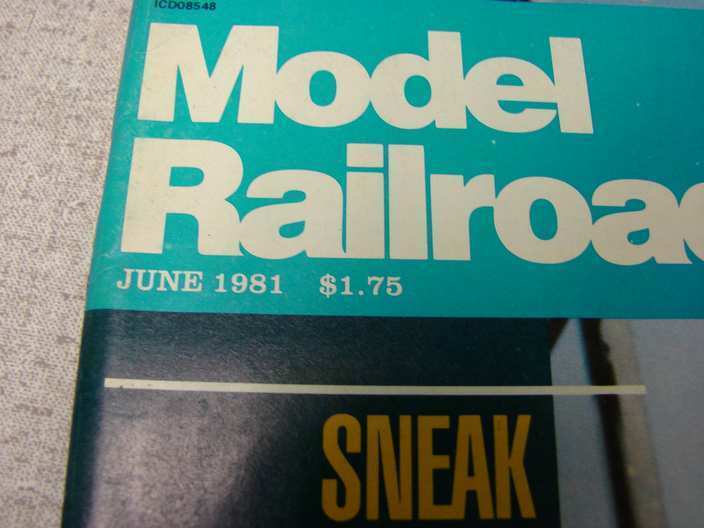 ICD08548
Model
Railroa
JUNE 1981 $1.75
SNEAK